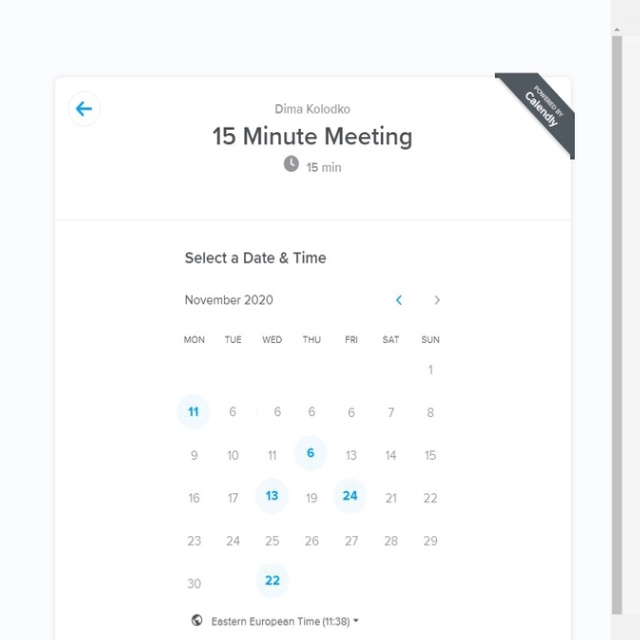 POWERED BY
Calendly
Dima Kolodko
15 Minute Meeting
15 min
Select a Date & Time
November 2020
MON TUE WED THU FRI SAT SUN
1
11 6 6 6 6 7 8
9 10 11 6 13 14 15
16 17 13 19 24 21 22
23 24 25 26 27 28 29
30 22
Eastern European Time (11:38)